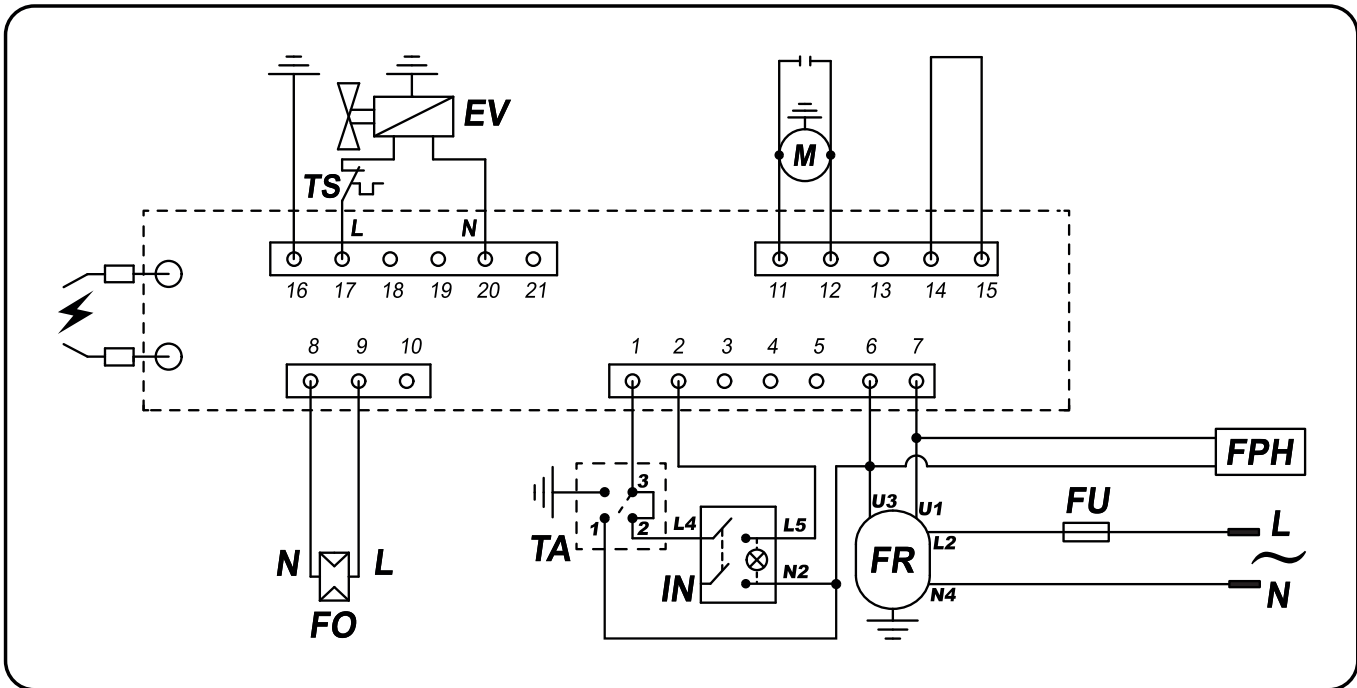 EV
M
TS
L N
16 17 18 19 20 21
11 12 13 14 15
8 9 10
1 2 3 4 5 6 7
FPH
3
U3 U1 FU
1 2 L4 L5 L
TA L2
FR
N L IN N2 N4 N
FO